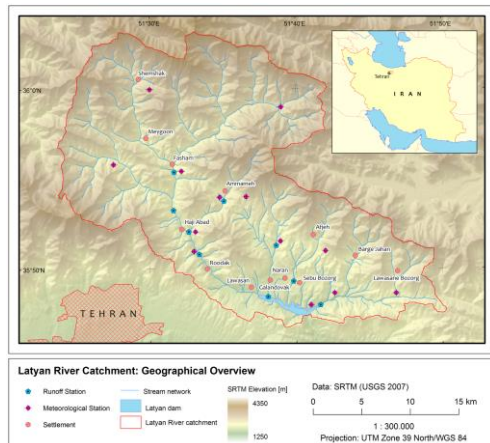 51°30'E 51°40'E 51°50'E
36°0'N
35°50'N
Shemshak
Meygoon
Fasham
Ammameh
Haji Abad
Afjeh
Barge Jahan
Roodak
Naran
Lawasan
Sebu Bozorg
Lawasane Bozorg
Galandovak
TEHRAN
Tehran
IRAN
Latyan River Catchment: Geographical Overview
Runoff Station
Meteorological Station
Settlement
Stream network
Latyan dam
Latyan River catchment
SRTM Elevation [m]
4350
1250
Data: SRTM (USGS 2007)
0 5 10 15 km
1 : 300.000
Projection: UTM Zone 39 North/WGS 84